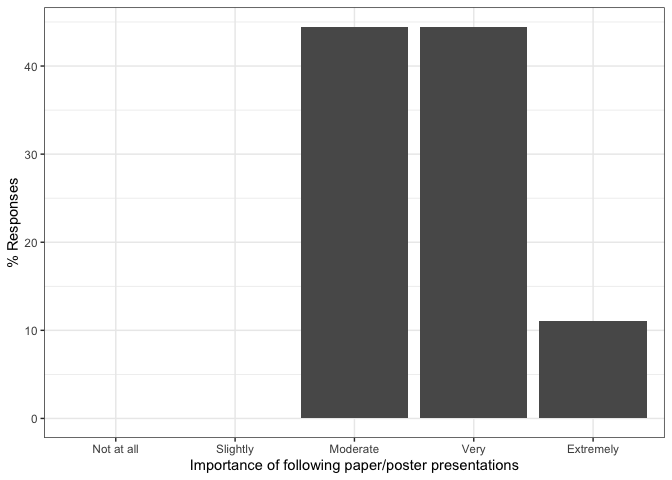 % Responses
40
30
20
10
0
Not at all Slightly Moderate Very Extremely
Importance of following paper/poster presentations